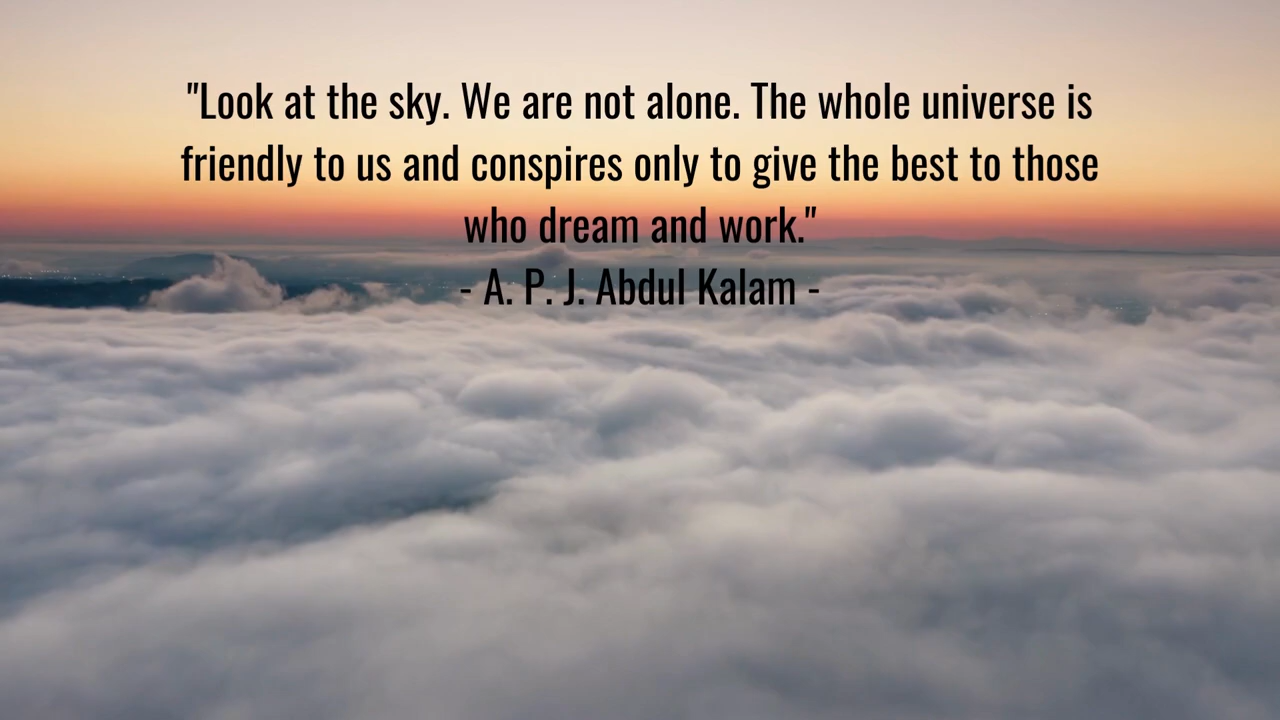 "Look at the sky. We are not alone. The whole universe is
friendly to us and conspires only to give the best to those
who dream and work."
- A. P. J. Abdul Kalam -